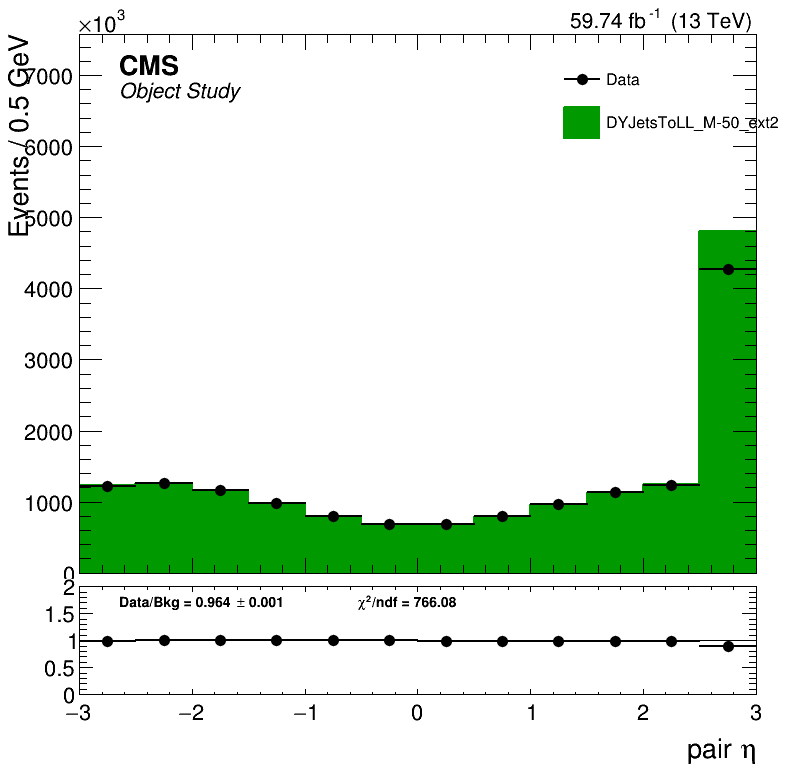 ×10³
59.74 fb⁻¹ (13 TeV)
Events / 0.5 GeV
CMS
Object Study
Data
DYJetsToLL_M-50_ext2
7000
6000
5000
4000
3000
2000
1000
0
Data/Bkg = 0.964 ± 0.001
χ²/ndf = 766.08
2
1.5
1
0.5
0
−3 −2 −1 0 1 2 3
pair η